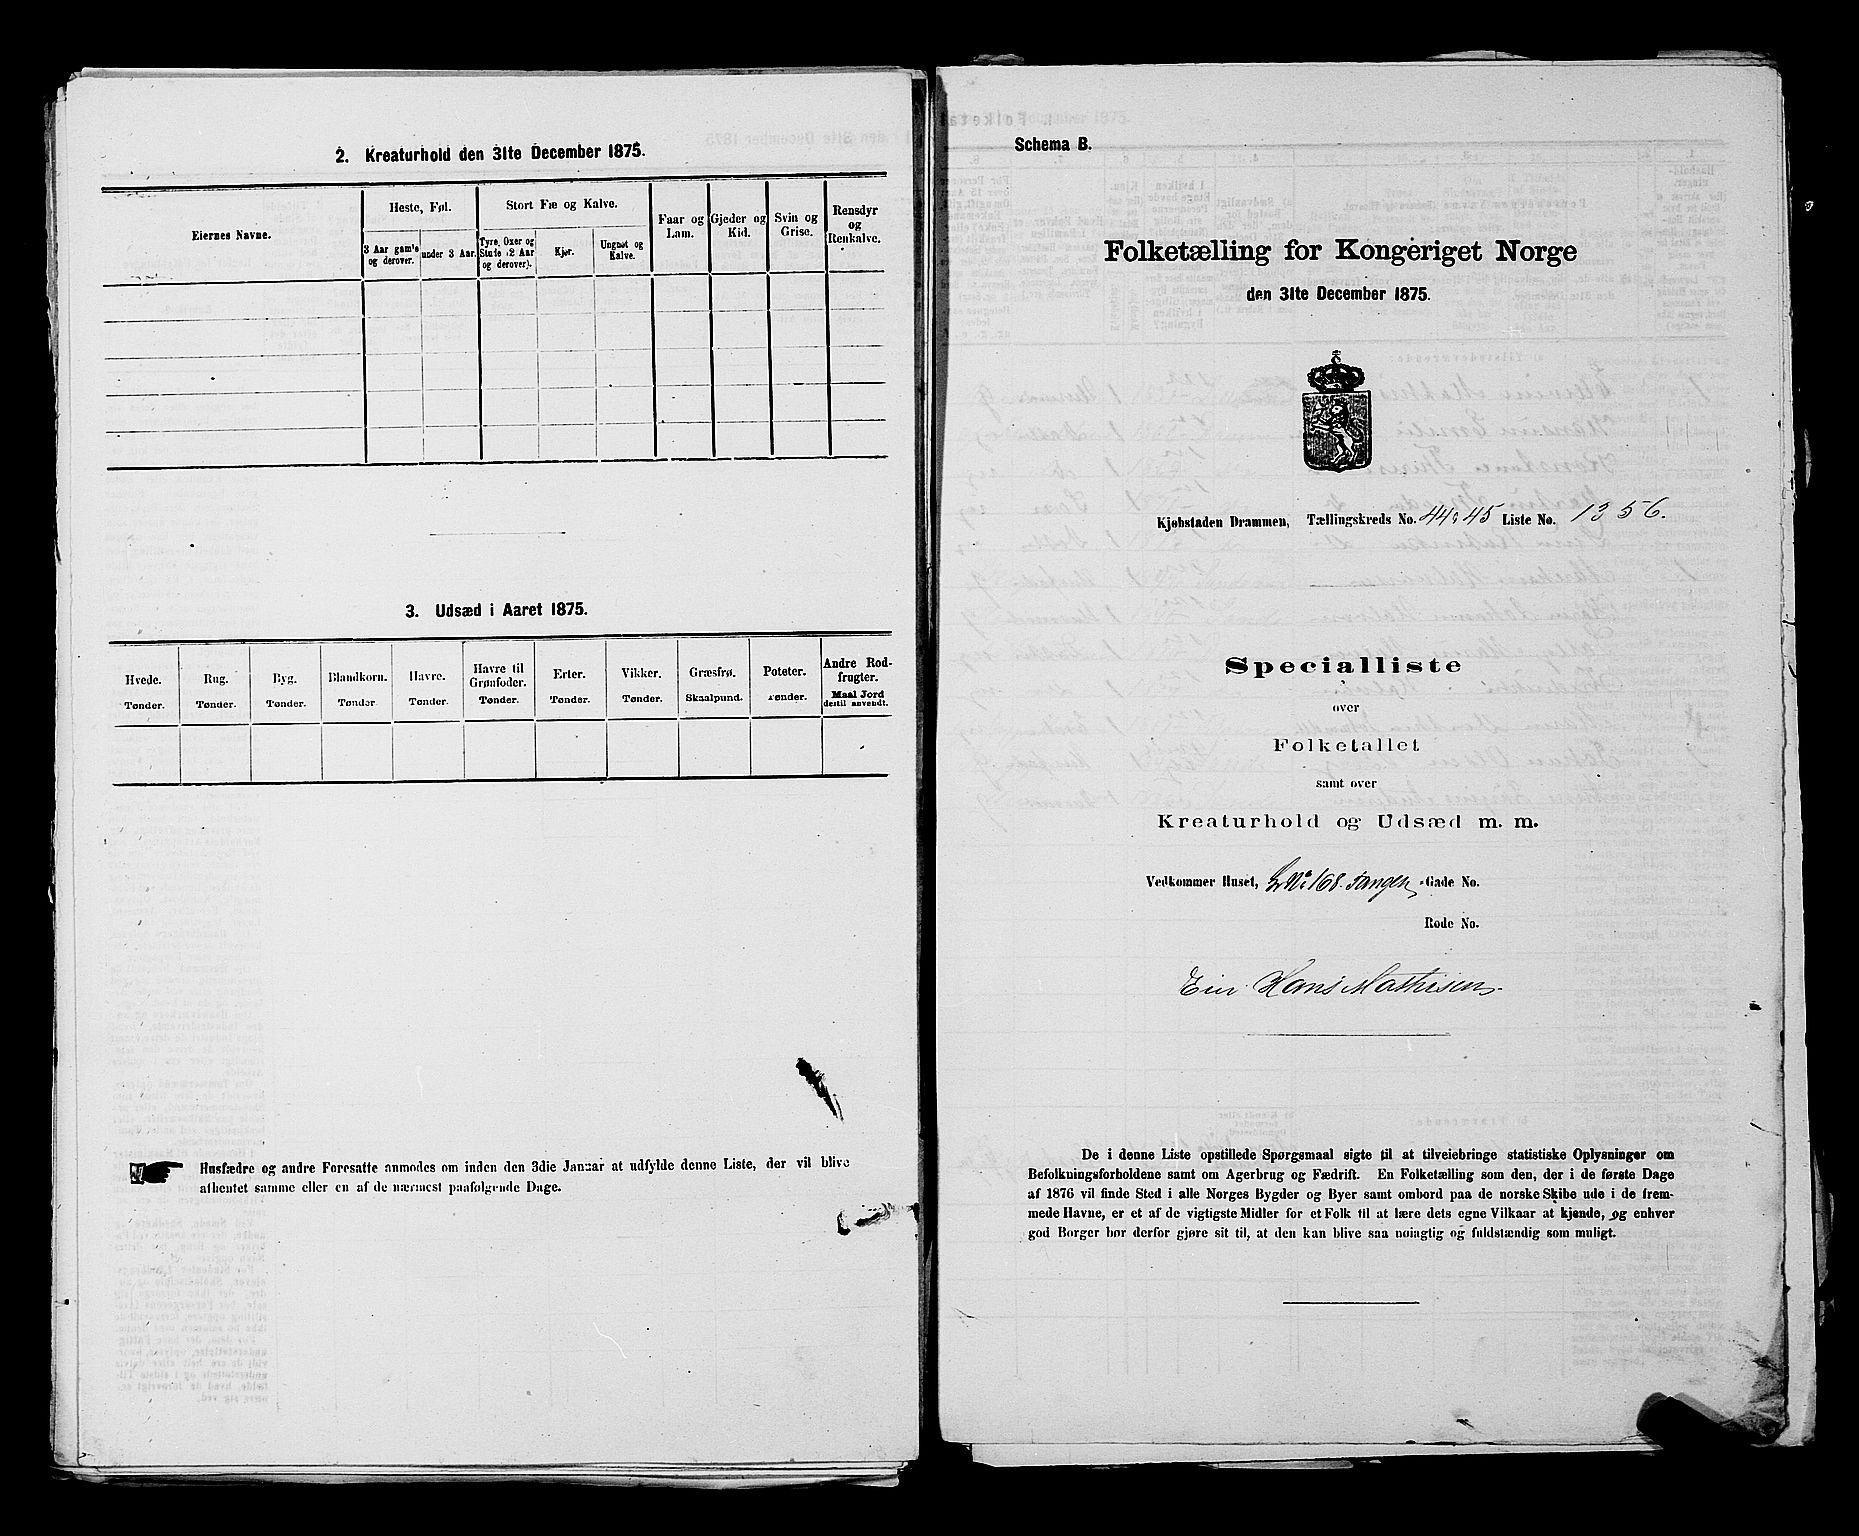 2. Kreaturhold den 31te December 1875.
Eiernes Navne.
Heste, Føl.
3 Aar gamle og derover.
under 3 Aar.
Stort Fæ og Kalve.
Tyre, Oxer og Stude (2 Aar og derover).
Kjør.
Ungnøt og Kalve.
Faar og Lam.
Gjeder og Kid.
Svin og Grise.
Rensdyr og Renkalve.
3. Udsæd i Aaret 1875.
Hvede. Tønder.
Rug. Tønder.
Byg. Tønder.
Blandkorn. Tønder
Havre. Tønder.
Havre til Grønfoder. Tønder.
Erter. Tønder.
Vikker. Tønder.
Græsfrø. Skaalpund.
Poteter. Tønder.
Andre Rodfrugter. Maal Jord dertil anvendt.
Husfædre og andre Foresatte anmodes om inden den 3die Januar at udfylde denne Liste, der vil blive
afhentet samme eller en af de nærmest paafølgende Dage.
Schema B.
Folketælling for Kongeriget Norge
den 31te December 1875.
Kjøbstaden Drammen, Tællingskreds No. 44 & 45 Liste No. 1356.
Specialliste
over
Folketallet
samt over
Kreaturhold og Udsæd m. m.
Vedkommer Huset, No 168 Tangen -Gade No.
Rode No.
Eier Hans Mathisen
De i denne Liste opstillede Spørgsmaal sigte til at tilveiebringe statistiske Oplysninger om
Befolkningsforholdene samt om Agerbrug og Fædrift. En Folketælling som den, der i de første Dage
af 1876 vil finde Sted i alle Norges Bygder og Byer samt ombord paa de norske Skibe ude i de frem-
mede Havne, er et af de vigtigste Midler for et Folk til at lære dets egne Vilkaar at kjende, og enhver
god Borger bør derfor gjøre sit til, at den kan blive saa nøiagtig og fuldstændig som muligt.